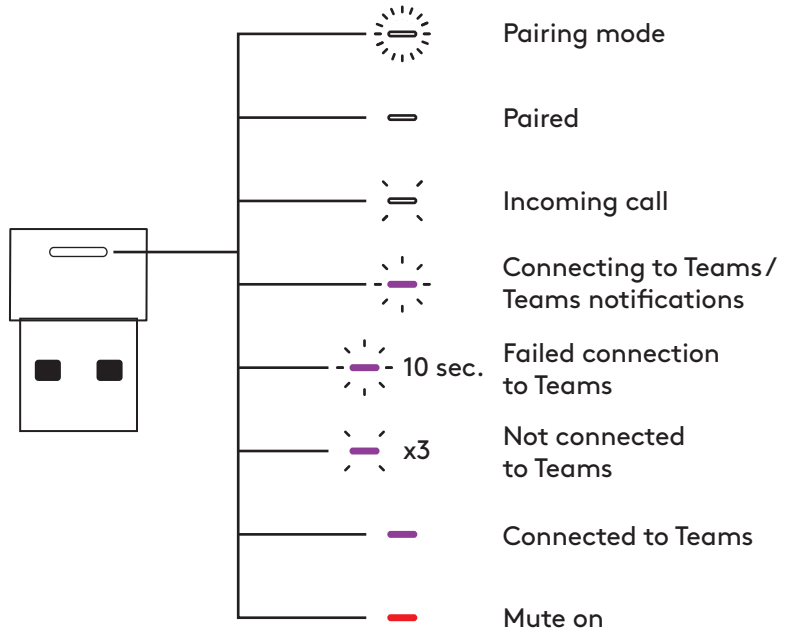 Pairing mode
Paired
Incoming call
Connecting to Teams/
Teams notifications
10 sec.
Failed connection
to Teams
x3
Not connected
to Teams
Connected to Teams
Mute on